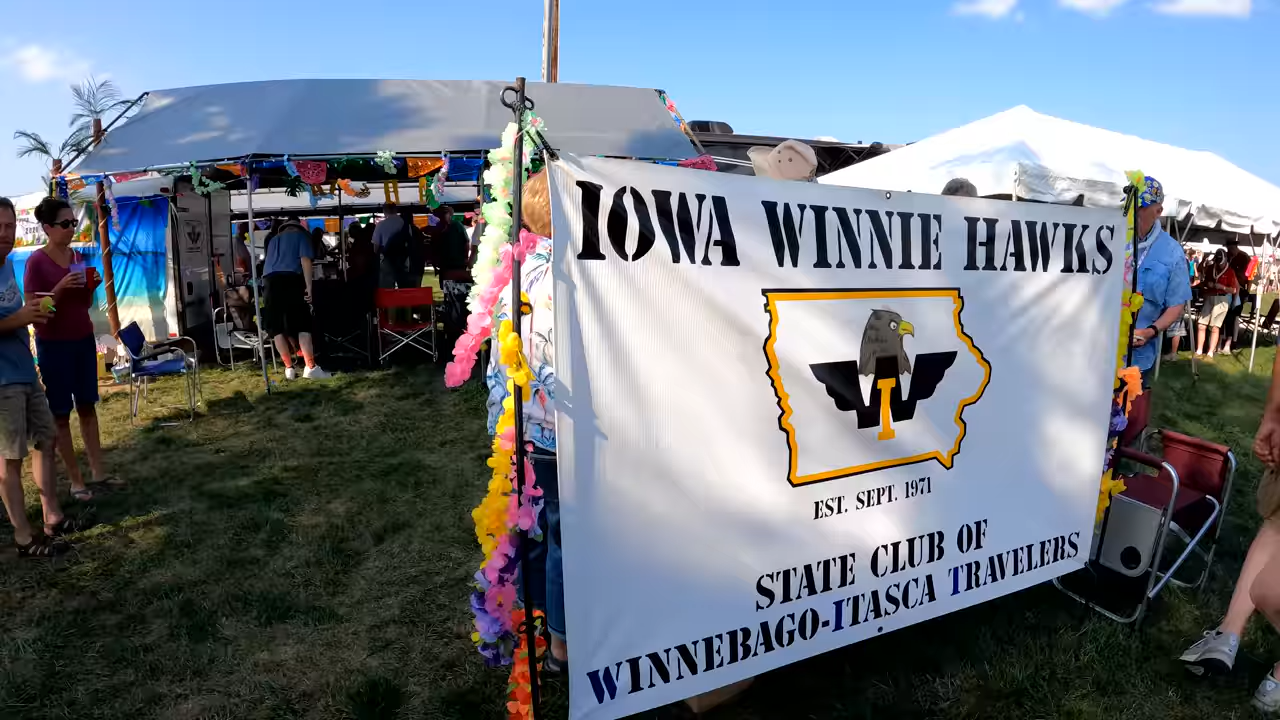 IOWA WINNIE HAWKS
W
I
EST. SEPT. 1971
STATE CLUB OF
WINNEBAGO-ITASCA TRAVELERS